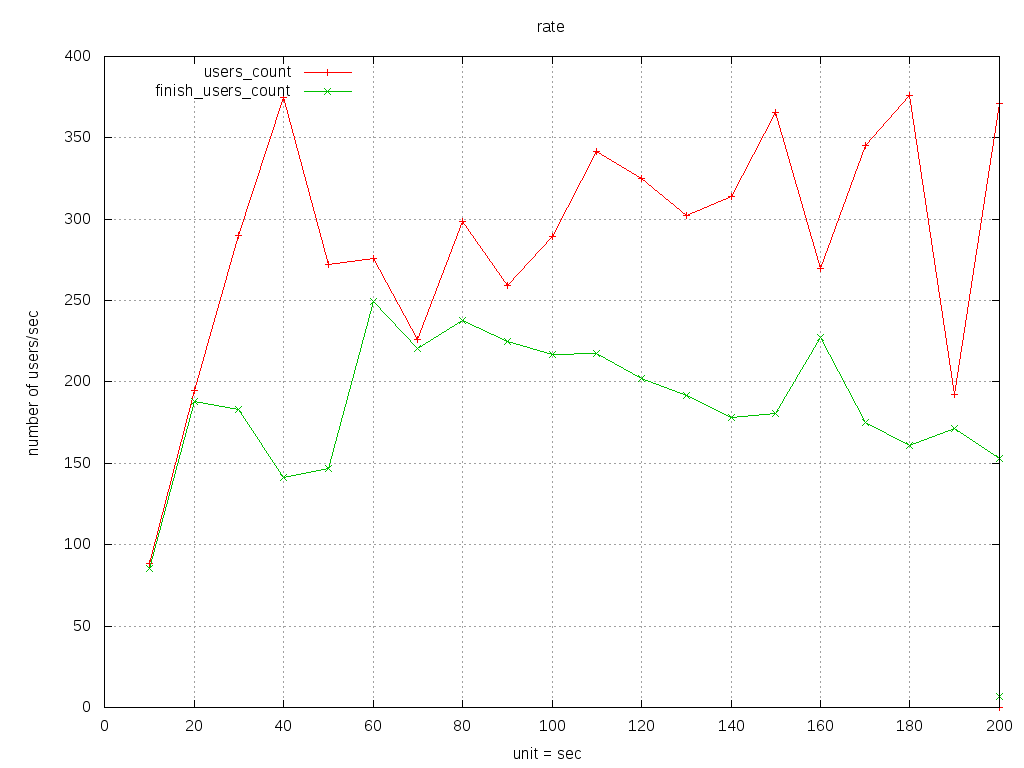 rate
400
350
300
250
200
150
100
50
0
users_count
finish_users_count
number of users/sec
0 20 40 60 80 100 120 140 160 180 200
unit = sec